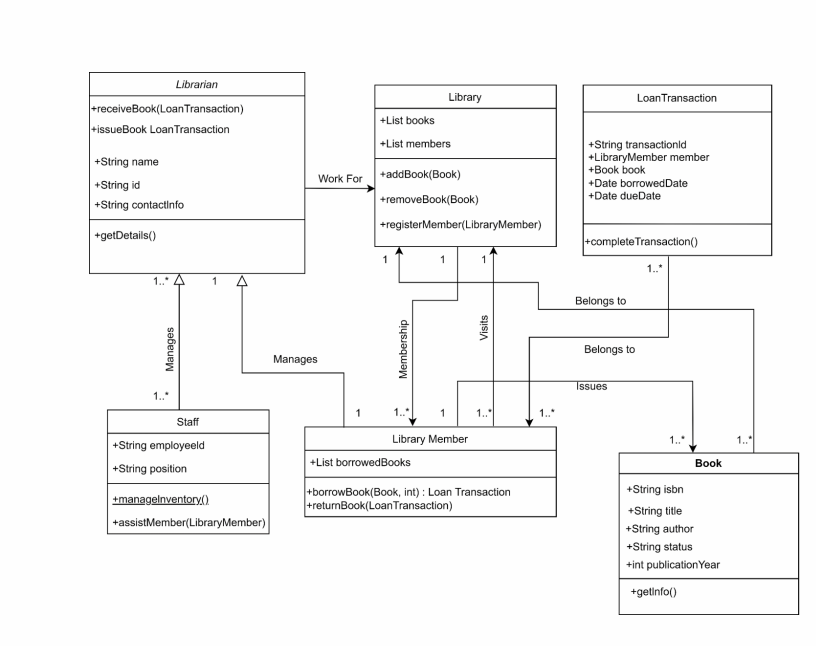 Librarian
+receiveBook(LoanTransaction)
+issueBook LoanTransaction
+String name
+String id
+String contactInfo
+getDetails()
Work For
Library
+List books
+List members
+addBook(Book)
+removeBook(Book)
+registerMember(LibraryMember)
LoanTransaction
+String transactionId
+LibraryMember member
+Book book
+Date borrowedDate
+Date dueDate
+completeTransaction()
1..*
1
1
1
1
1..*
Belongs to
Manages
Manages
Membership
Visits
Belongs to
Issues
1..*
1
1..*
1
1..*
1..*
1..*
1..*
Staff
+String employeeId
+String position
+manageInventory()
+assistMember(LibraryMember)
Library Member
+List borrowedBooks
+borrowBook(Book, int) : Loan Transaction
+returnBook(LoanTransaction)
Book
+String isbn
+String title
+String author
+String status
+int publicationYear
+getInfo()